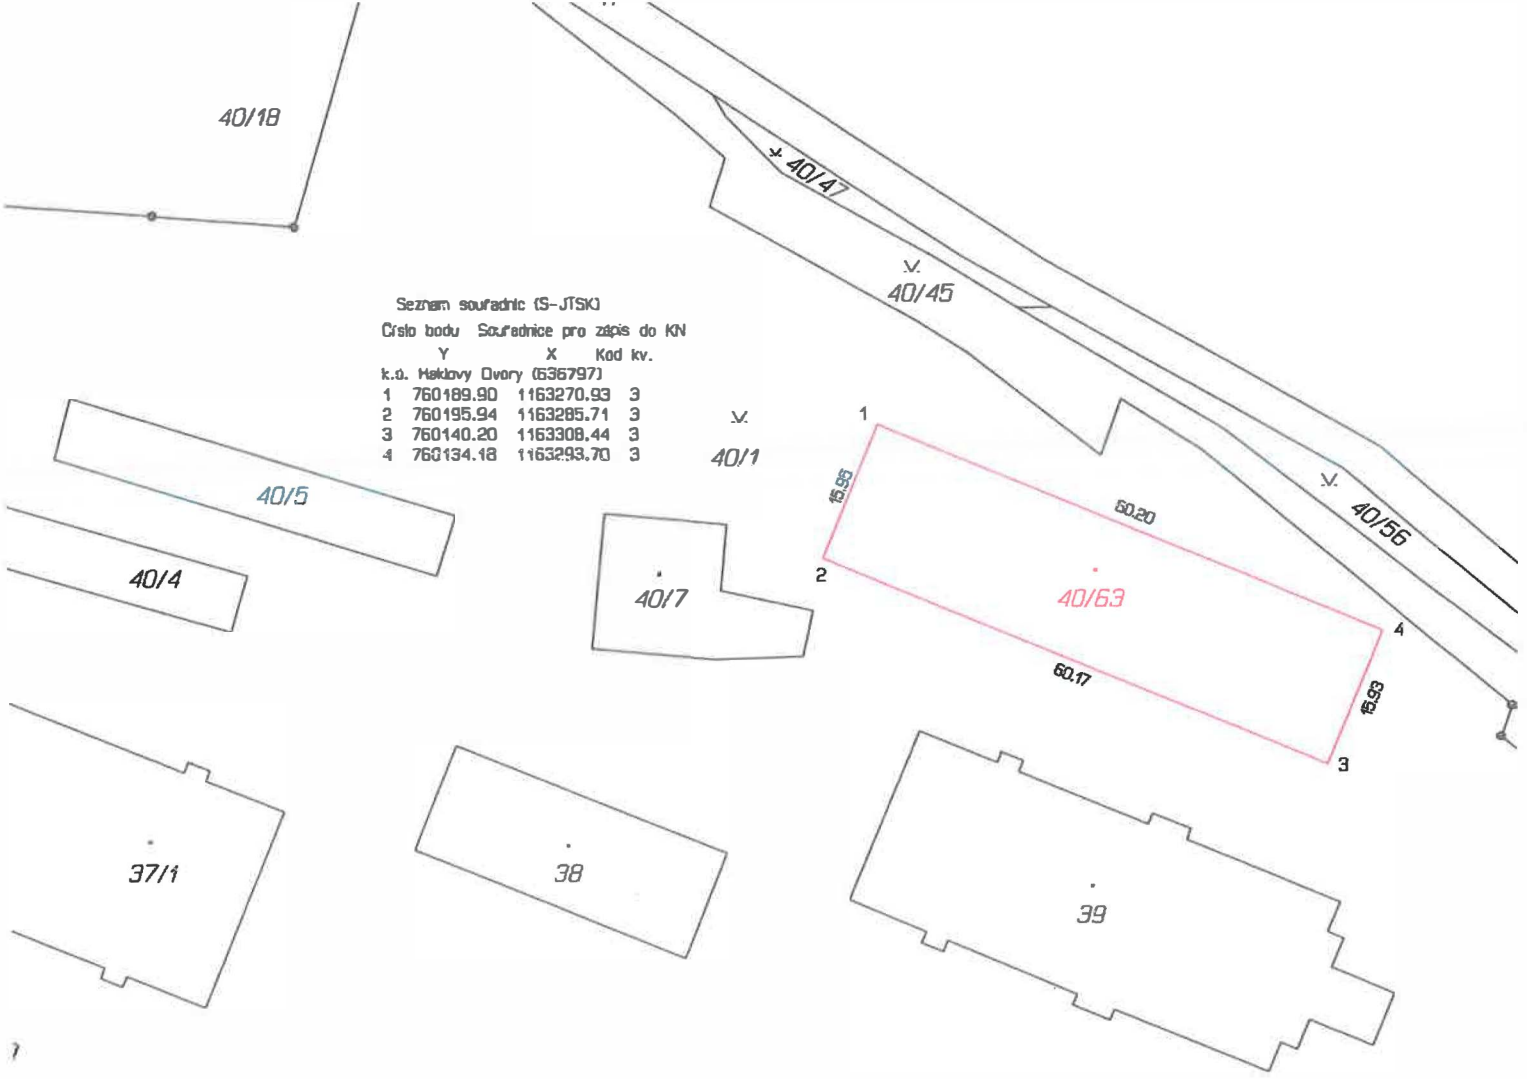 40/18
40/47
40/45
Seznam souřadnic (S-JTSK)
Číslo bodu Souřadnice pro zápis do KN
Y X Kód kv.
k.ú. Haklovy Dvory (636797)
1 760189.90 1163270.93 3
2 760195.94 1163285.71 3
3 760140.20 1163308.44 3
4 760134.18 1163293.70 3
40/1
1
15.95
60.20
40/56
40/5
40/4
40/7
2
40/63
4
60.17
15.93
3
37/1
38
39